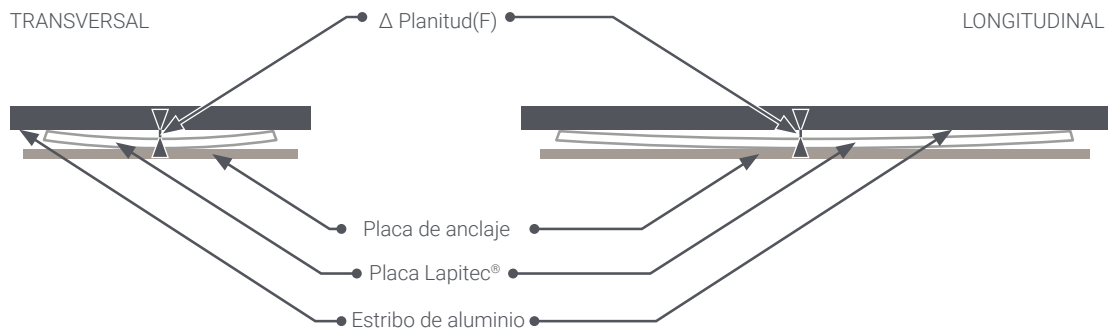 TRANSVERSAL
Δ Planitud(F)
LONGITUDINAL
Placa de anclaje
Placa Lapitec®
Estribo de aluminio